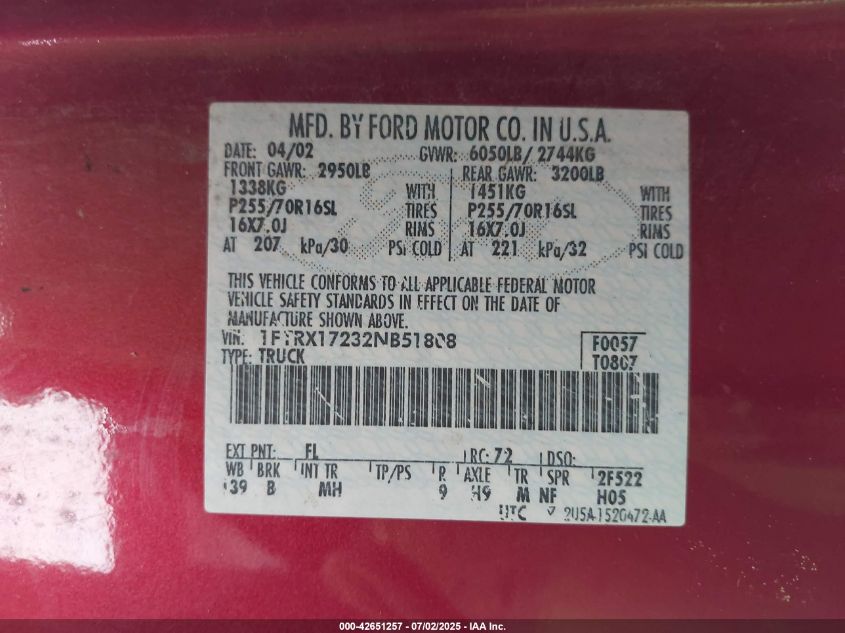 MFD. BY FORD MOTOR CO. IN U.S.A.
DATE: 04/02 GVWR: 6050LB/ 2744KG
FRONT GAWR: 2950LB REAR GAWR: 3200LB
1338KG WITH 1451KG WITH
P255/70R16SL TIRES P255/70R16SL TIRES
16X7.0J RIMS 16X7.0J RIMS
AT 207 kPa/30 PSI COLD AT 221 kPa/32 PSI COLD
THIS VEHICLE CONFORMS TO ALL APPLICABLE FEDERAL MOTOR
VEHICLE SAFETY STANDARDS IN EFFECT ON THE DATE OF
MANUFACTURE SHOWN ABOVE.
VIN: 1FTRX17232NB51808 F0057
TYPE: TRUCK T0807
EXT PNT: FL RC: 72 DSO:
WB BRK INT TR TP/PS R AXLE TR SPR 2F522
139 B MH 9 H9 M NF H05
UTC 2U5A-1520472-AA
000-42651257 - 07/02/2025 - IAA Inc.